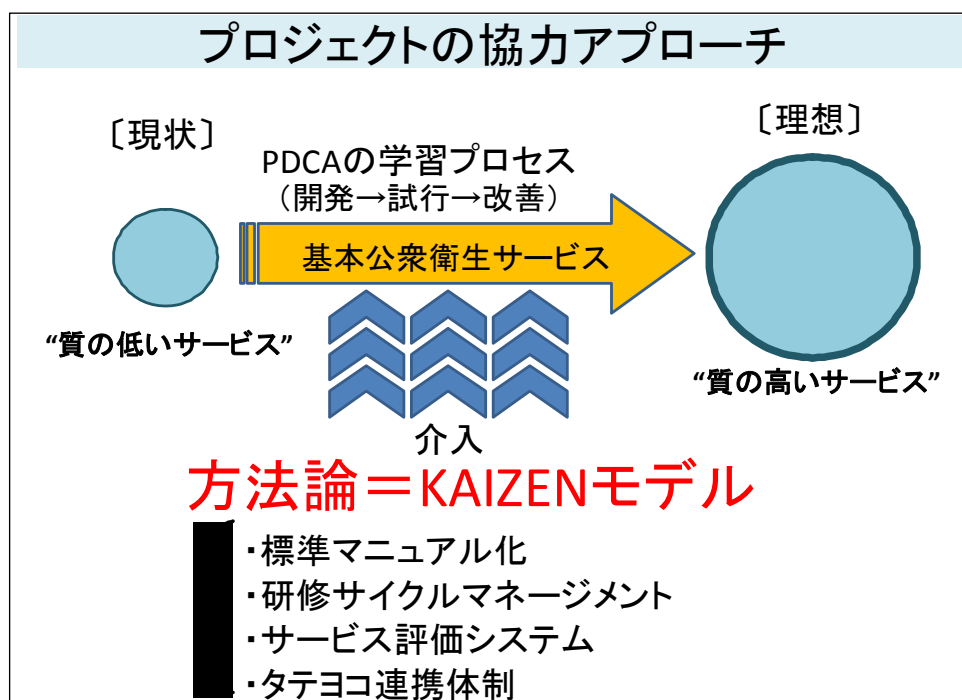 プロジェクトの協力アプローチ
〔現状〕
〔理想〕
PDCAの学習プロセス
（開発→試行→改善）
基本公衆衛生サービス
“質の低いサービス”
“質の高いサービス”
介入
方法論＝KAIZENモデル
・標準マニュアル化
・研修サイクルマネージメント
・サービス評価システム
・タテヨコ連携体制